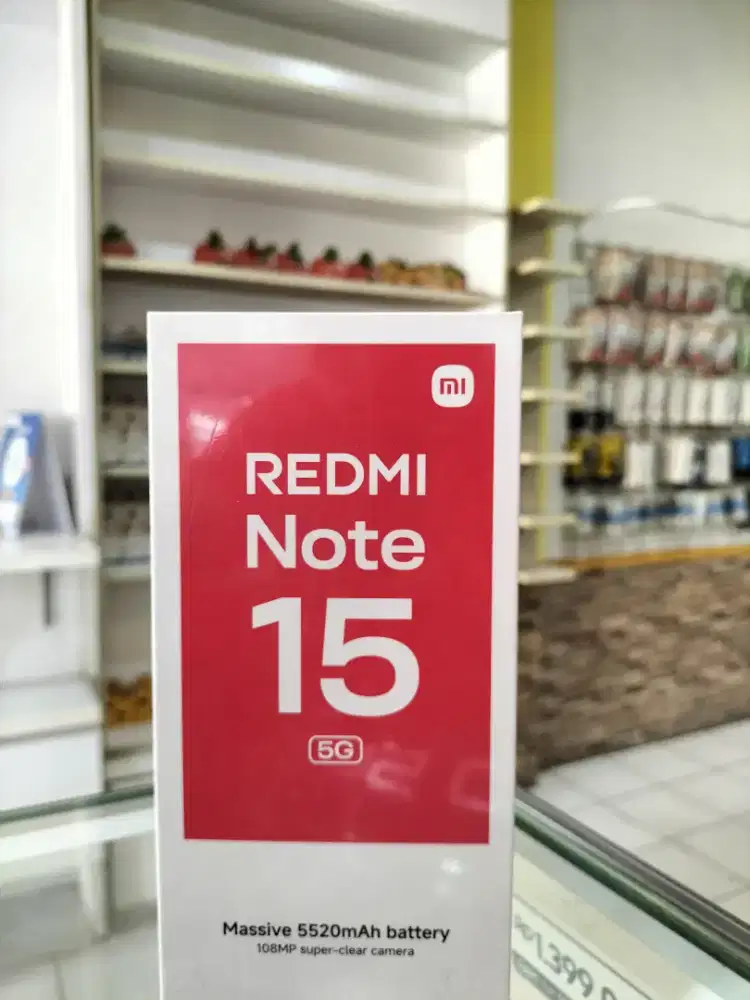 mi
REDMI
Note
15
5G
Massive 5520mAh battery
108MP super-clear camera